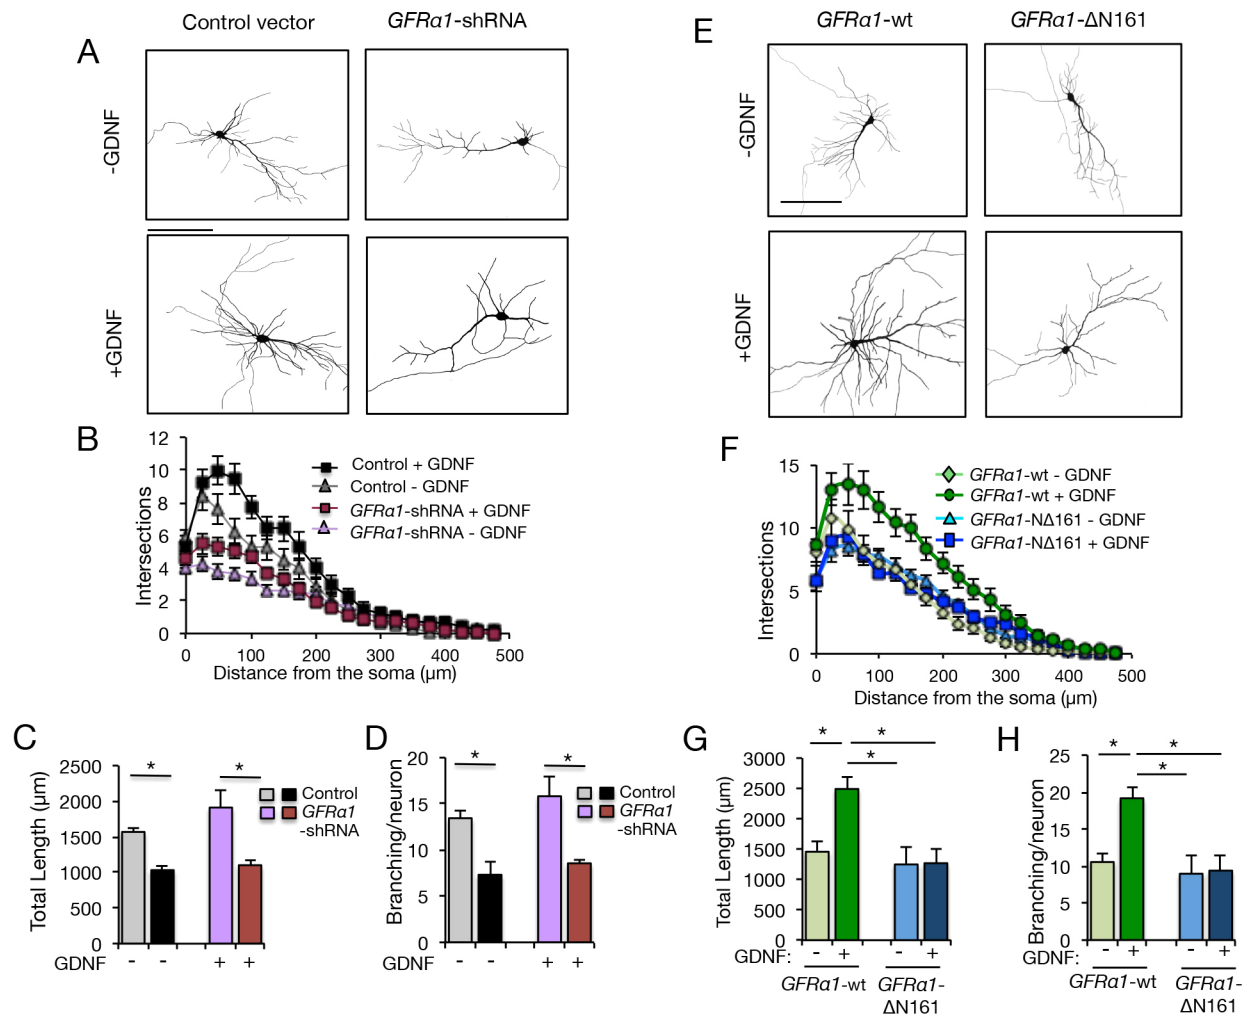 Control vector
GFRα1-shRNA
GFRα1-wt
GFRα1-ΔN161
A
E
-GDNF
+GDNF
-GDNF
+GDNF
B
12
10
8
6
4
2
0
Intersections
Control + GDNF
Control - GDNF
GFRα1-shRNA + GDNF
GFRα1-shRNA - GDNF
0 100 200 300 400 500
Distance from the soma (μm)
F
15
10
5
0
Intersections
GFRα1-wt - GDNF
GFRα1-wt + GDNF
GFRα1-NΔ161 - GDNF
GFRα1-NΔ161 + GDNF
0 100 200 300 400 500
Distance from the soma (μm)
C
Total Length (μm)
2500
2000
1500
1000
500
0
* *
Control
GFRα1
-shRNA
GDNF - - + +
D
Branching/neuron
20
15
10
5
0
* *
Control
GFRα1
-shRNA
GDNF - - + +
G
Total Length (μm)
3000
2500
2000
1500
1000
500
0
* *
*
GDNF: - + - +
GFRα1-wt
GFRα1-
ΔN161
H
Branching/neuron
25
20
15
10
5
0
* *
*
GDNF: - + - +
GFRα1-wt
GFRα1-
ΔN161